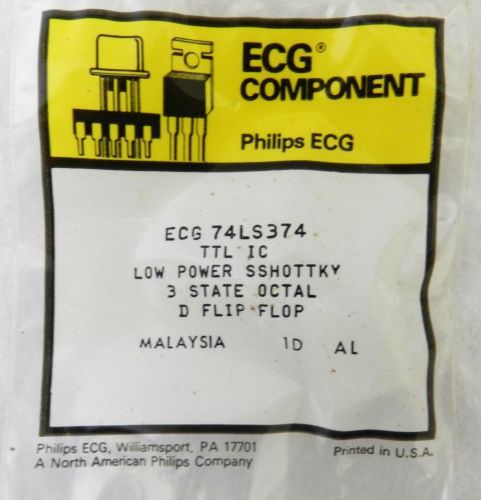 ECG®
COMPONENT
Philips ECG
ECG 74LS374
TTL IC
LOW POWER SSHOTTKY
3 STATE OCTAL
D FLIP FLOP
MALAYSIA 1D AL
Philips ECG, Williamsport, PA 17701
A North American Philips Company
Printed in U.S.A.